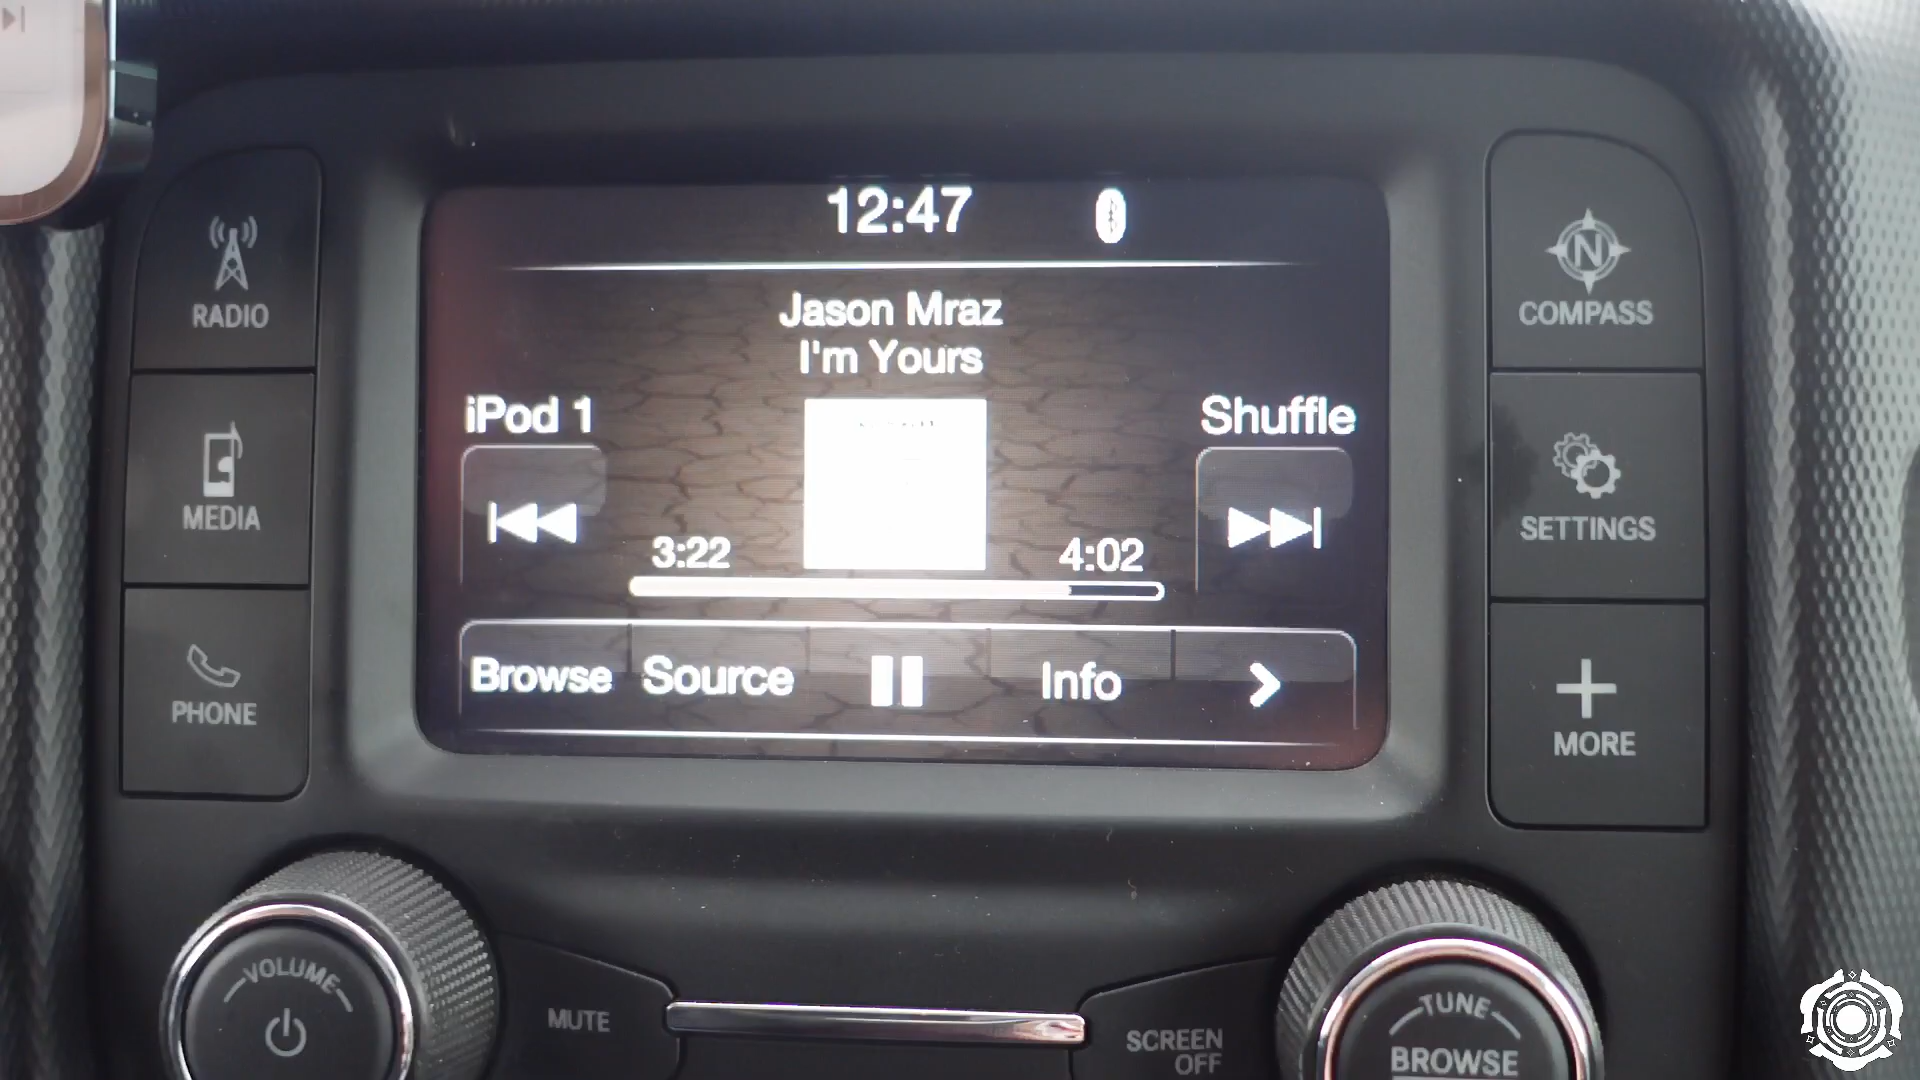 12:47
Jason Mraz
I'm Yours
iPod 1
Shuffle
3:22
4:02
Browse
Source
Info
RADIO
MEDIA
PHONE
N
COMPASS
SETTINGS
MORE
VOLUME
MUTE
SCREEN
OFF
TUNE
BROWSE